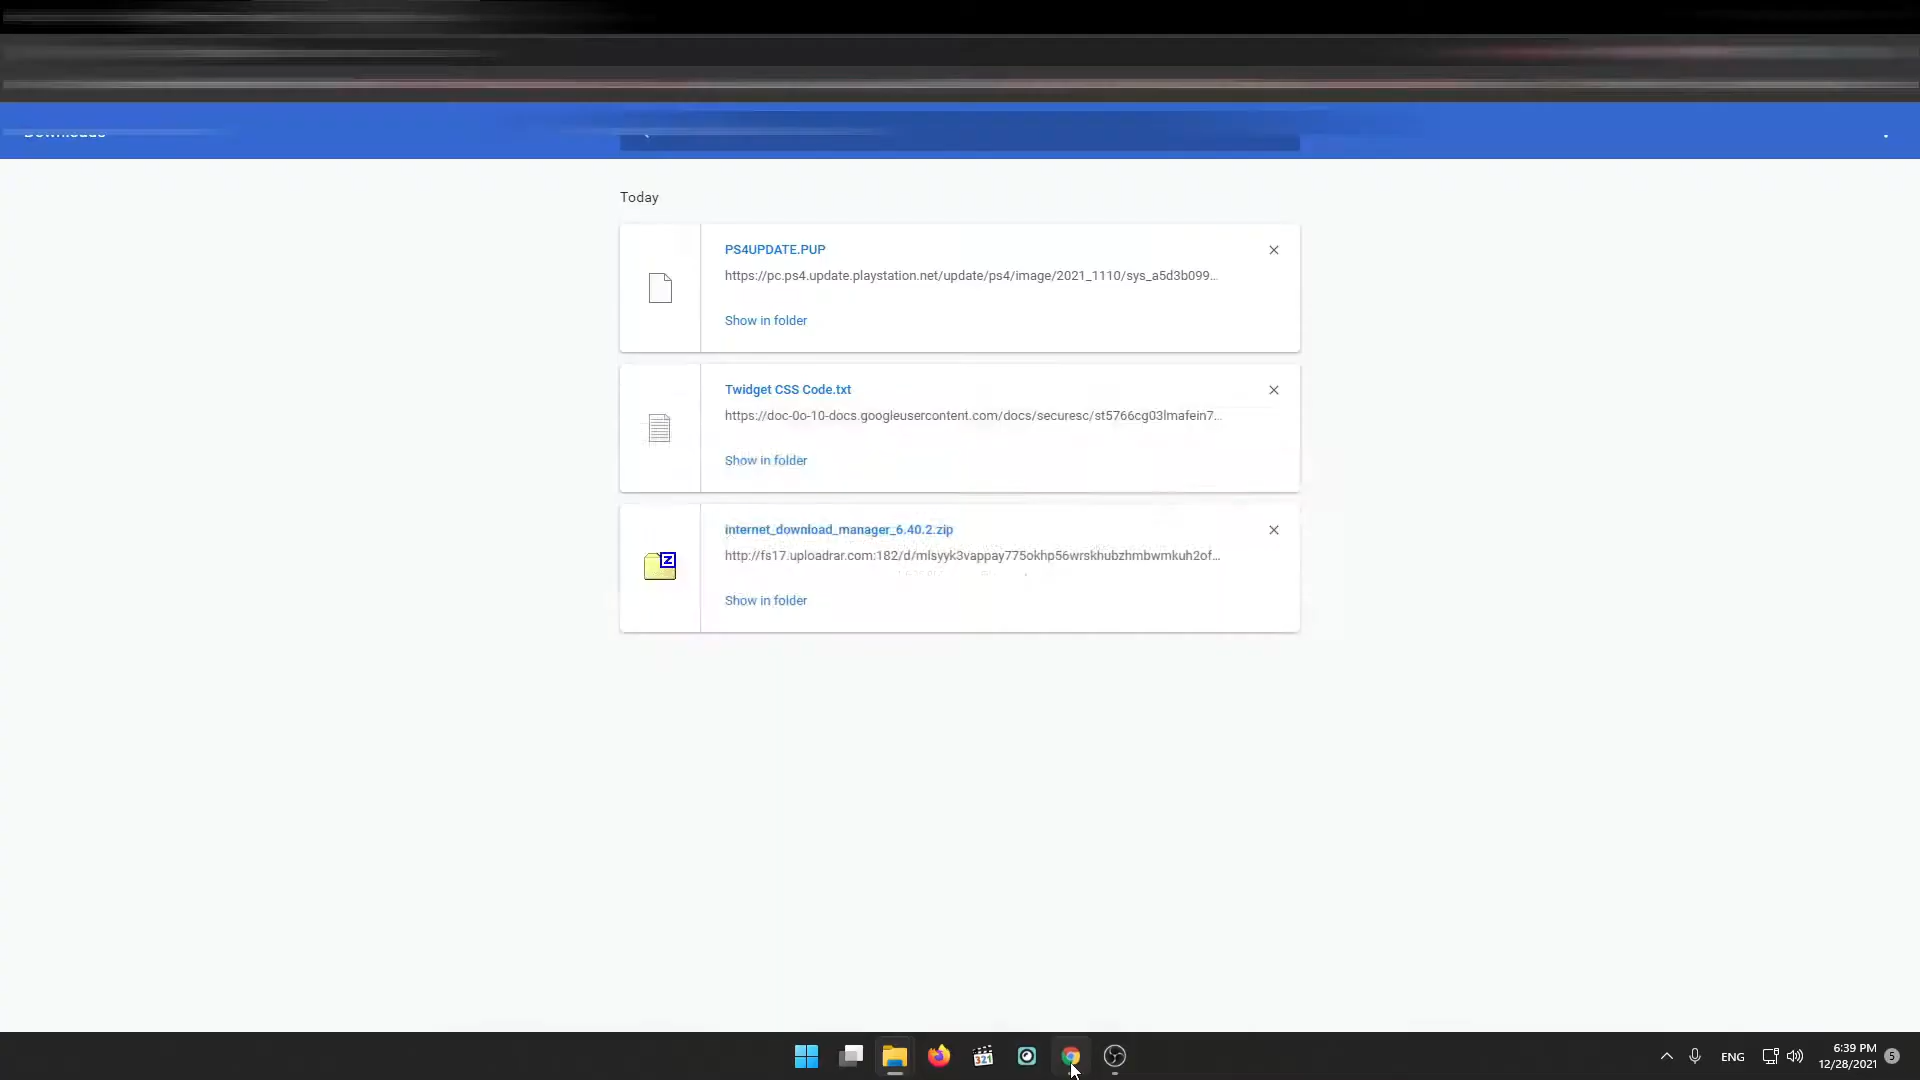 Today
PS4UPDATE.PUP
https://pc.ps4.update.playstation.net/update/ps4/image/2021_1110/sys_a5d3b099...
Show in folder
Twidget CSS Code.txt
https://doc-0o-10-docs.googleusercontent.com/docs/securesc/st5766cg03lmafein7...
Show in folder
internet_download_manager_6.40.2.zip
http://fs17.uploadrar.com:182/d/mlsyyk3vappay775okhp56wrskhubzhmbwmkuh2of...
Show in folder
321
ENG
6:39 PM
12/28/2021
5